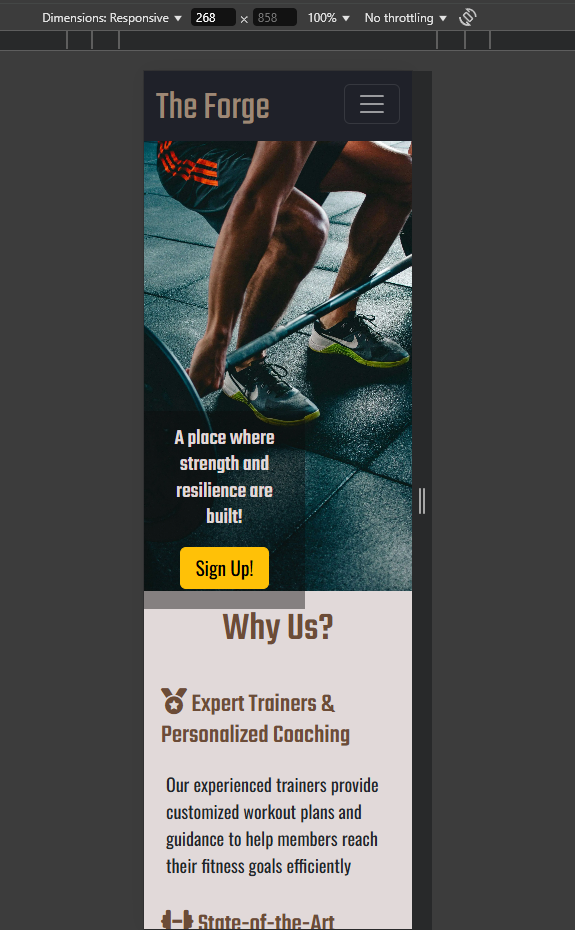 Dimensions: Responsive ▼ 268 × 858 100% ▼ No throttling ▼
The Forge
A place where
strength and
resilience are
built!
Sign Up!
Why Us?
Expert Trainers &
Personalized Coaching
Our experienced trainers provide
customized workout plans and
guidance to help members reach
their fitness goals efficiently
State-of-the-Art